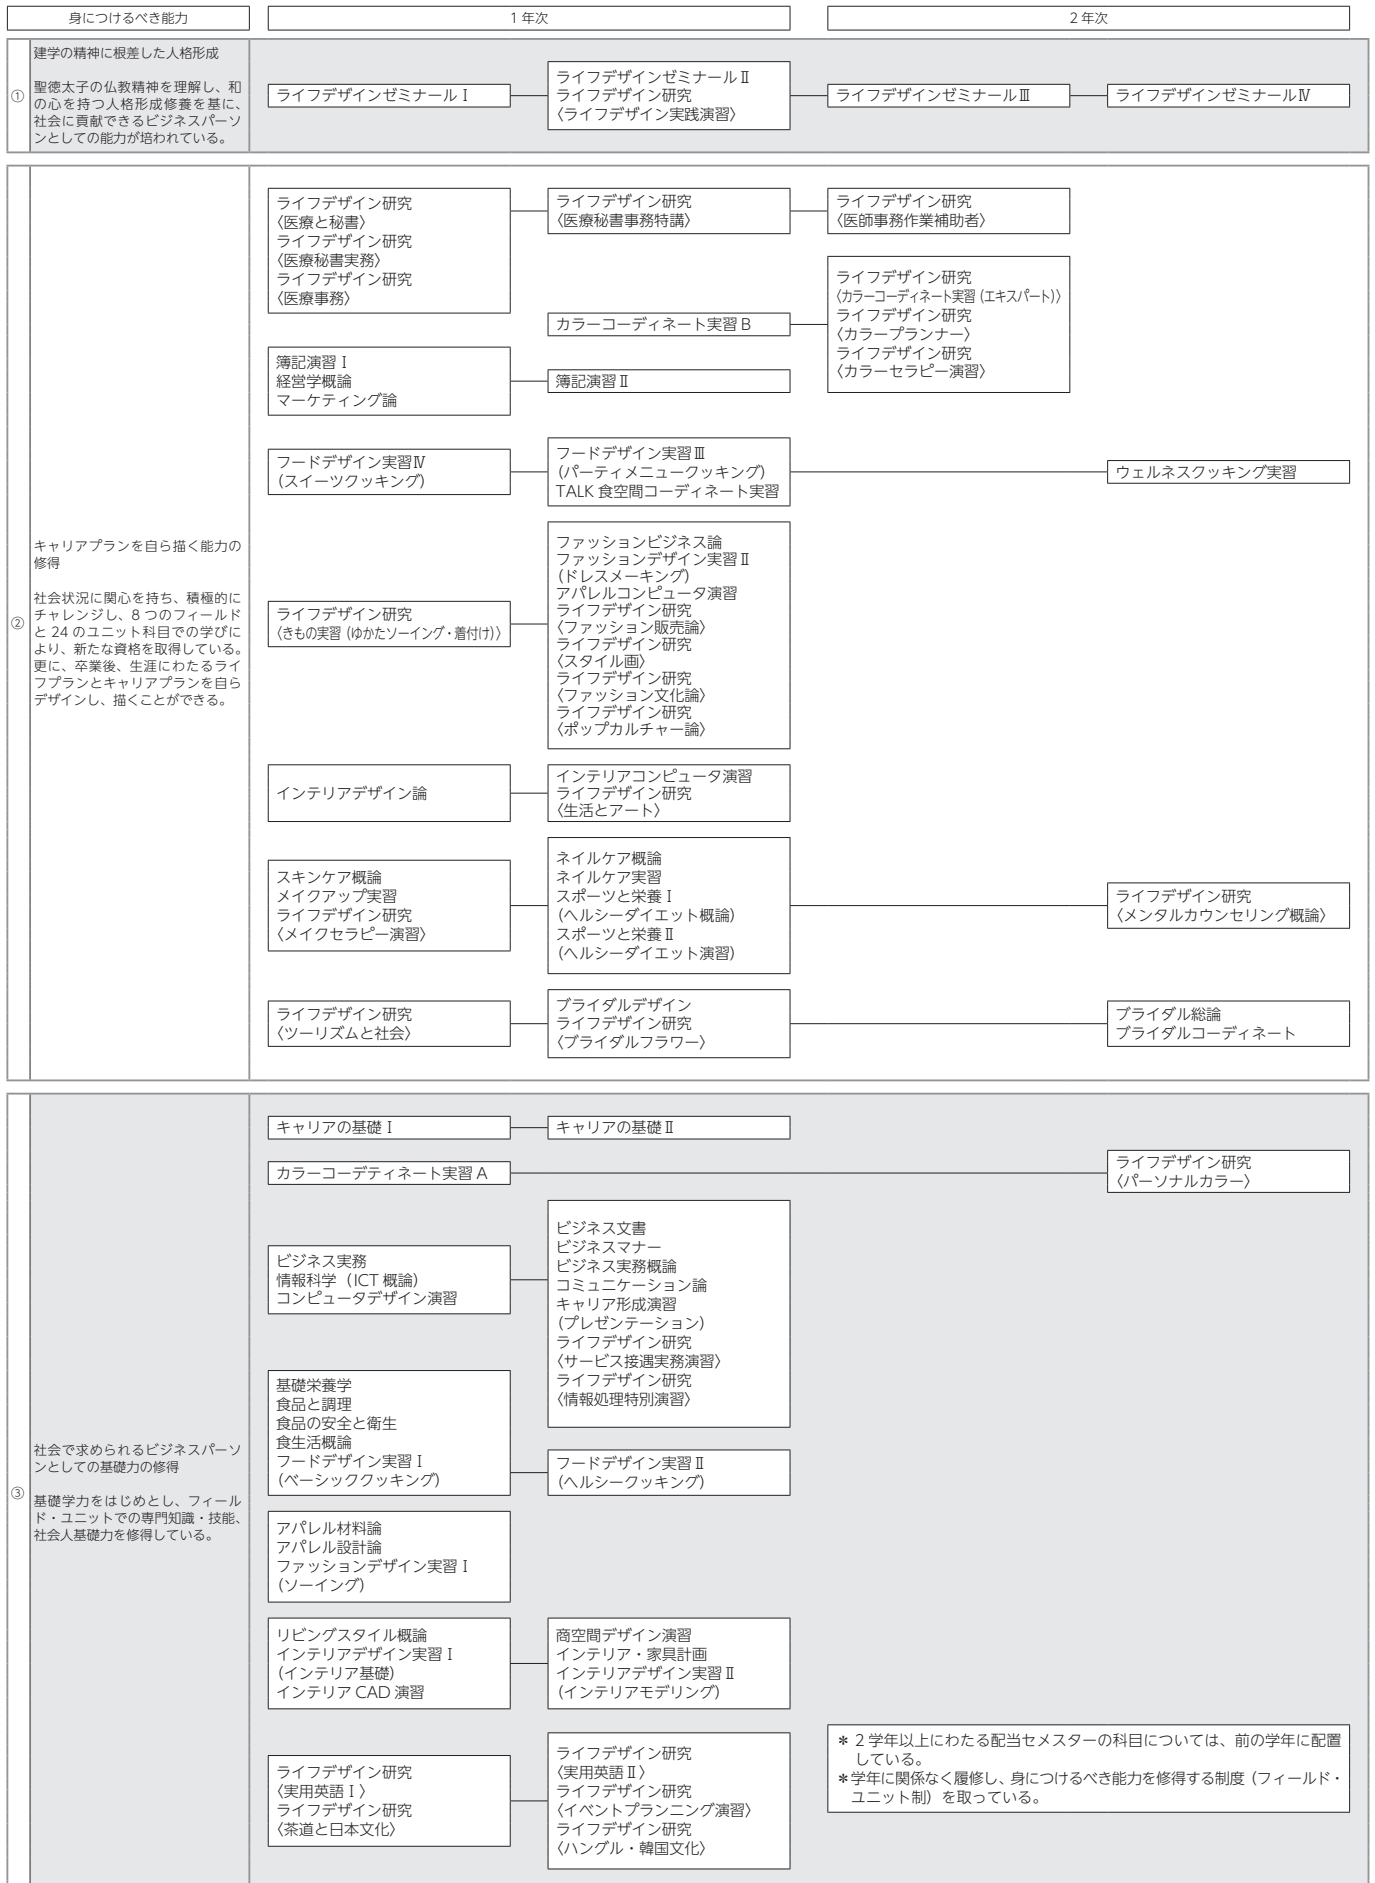 身につけるべき能力
1年次
2年次
①
建学の精神に根差した人格形成
聖徳太子の仏教精神を理解し、和
の心を持つ人格形成修養を基に、
社会に貢献できるビジネスパーソ
ンとしての能力が培われている。
ライフデザインゼミナールⅠ
ライフデザインゼミナールⅡ
ライフデザイン研究
〈ライフデザイン実践演習〉
ライフデザインゼミナールⅢ
ライフデザインゼミナールⅣ
②
キャリアプランを自ら描く能力の
修得
社会状況に関心を持ち、積極的に
チャレンジし、8つのフィールド
と24のユニット科目での学びに
より、新たな資格を取得している。
更に、卒業後、生涯にわたるライ
フプランとキャリアプランを自ら
デザインし、描くことができる。
ライフデザイン研究
〈医療と秘書〉
ライフデザイン研究
〈医療秘書実務〉
ライフデザイン研究
〈医療事務〉
ライフデザイン研究
〈医療秘書事務特講〉
ライフデザイン研究
〈医師事務作業補助者〉
カラーコーディネート実習B
ライフデザイン研究
〈カラーコーディネート実習(エキスパート)〉
ライフデザイン研究
〈カラープランナー〉
ライフデザイン研究
〈カラーセラピー演習〉
簿記演習Ⅰ
経営学概論
マーケティング論
簿記演習Ⅱ
フードデザイン実習Ⅳ
(スイーツクッキング)
フードデザイン実習Ⅲ
(パーティメニュークッキング)
TALK 食空間コーディネート実習
ウェルネスクッキング実習
ライフデザイン研究
〈きもの実習(ゆかたソーイング・着付け)〉
ファッションビジネス論
ファッションデザイン実習Ⅱ
(ドレスメーキング)
アパレルコンピュータ演習
ライフデザイン研究
〈ファッション販売論〉
ライフデザイン研究
〈スタイル画〉
ライフデザイン研究
〈ファッション文化論〉
ライフデザイン研究
〈ポップカルチャー論〉
インテリアデザイン論
インテリアコンピュータ演習
ライフデザイン研究
〈生活とアート〉
スキンケア概論
メイクアップ実習
ライフデザイン研究
〈メイクセラピー演習〉
ネイルケア概論
ネイルケア実習
スポーツと栄養Ⅰ
(ヘルシーダイエット概論)
スポーツと栄養Ⅱ
(ヘルシーダイエット演習)
ライフデザイン研究
〈メンタルカウンセリング概論〉
ライフデザイン研究
〈ツーリズムと社会〉
ブライダルデザイン
ライフデザイン研究
〈ブライダルフラワー〉
ブライダル総論
ブライダルコーディネート
③
社会で求められるビジネスパーソ
ンとしての基礎力の修得
基礎学力をはじめとし、フィール
ド・ユニットでの専門知識・技能、
社会人基礎力を修得している。
キャリアの基礎Ⅰ
キャリアの基礎Ⅱ
カラーコーデティネート実習A
ライフデザイン研究
〈パーソナルカラー〉
ビジネス実務
情報科学(ICT概論)
コンピュータデザイン演習
ビジネス文書
ビジネスマナー
ビジネス実務概論
コミュニケーション論
キャリア形成演習
(プレゼンテーション)
ライフデザイン研究
〈サービス接遇実務演習〉
ライフデザイン研究
〈情報処理特別演習〉
基礎栄養学
食品と調理
食品の安全と衛生
食生活概論
フードデザイン実習Ⅰ
(ベーシッククッキング)
フードデザイン実習Ⅱ
(ヘルシークッキング)
アパレル材料論
アパレル設計論
ファッションデザイン実習Ⅰ
(ソーイング)
リビングスタイル概論
インテリアデザイン実習Ⅰ
(インテリア基礎)
インテリアCAD演習
商空間デザイン演習
インテリア・家具計画
インテリアデザイン実習Ⅱ
(インテリアモデリング)
ライフデザイン研究
〈実用英語Ⅰ〉
ライフデザイン研究
〈茶道と日本文化〉
ライフデザイン研究
〈実用英語Ⅱ〉
ライフデザイン研究
〈イベントプランニング演習〉
ライフデザイン研究
〈ハングル・韓国文化〉
＊2学年以上にわたる配当セメスターの科目については、前の学年に配置
している。
＊学年に関係なく履修し、身につけるべき能力を修得する制度(フィールド・
ユニット制)を取っている。